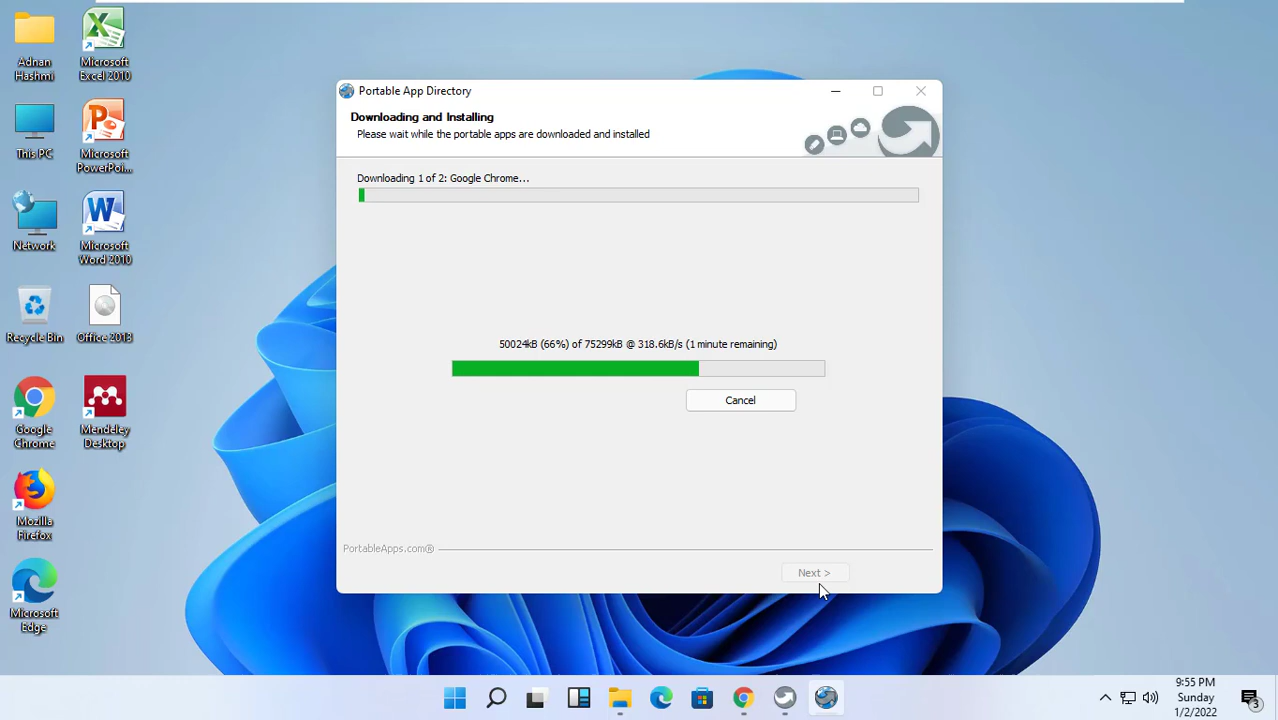 Adnan
Hashmi
Microsoft
Excel 2010
This PC
Microsoft
PowerPoi...
Network
Microsoft
Word 2010
Recycle Bin
Office 2013
Google
Chrome
Mendeley
Desktop
Mozilla
Firefox
Microsoft
Edge
Portable App Directory
Downloading and Installing
Please wait while the portable apps are downloaded and installed
Downloading 1 of 2: Google Chrome...
50024kB (66%) of 75299kB @ 318.6kB/s (1 minute remaining)
Cancel
PortableApps.com®
Next >
9:55 PM
Sunday
1/2/2022
3